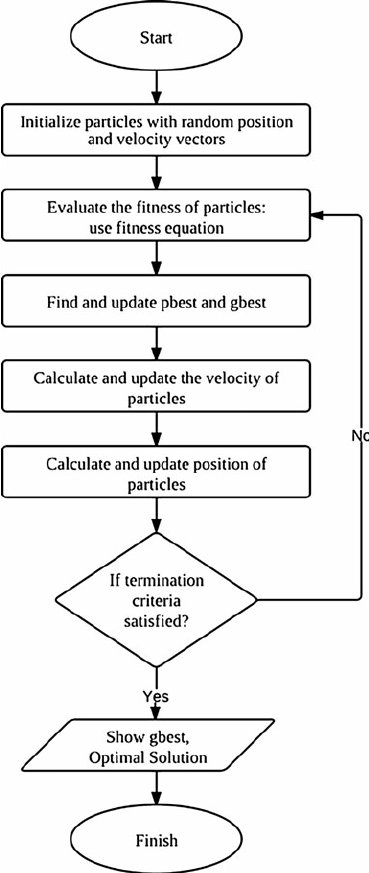 Start
Initialize particles with random position
and velocity vectors
Evaluate the fitness of particles:
use fitness equation
Find and update pbest and gbest
Calculate and update the velocity of
particles
Calculate and update position of
particles
No
If termination
criteria
satisfied?
Yes
Show gbest,
Optimal Solution
Finish